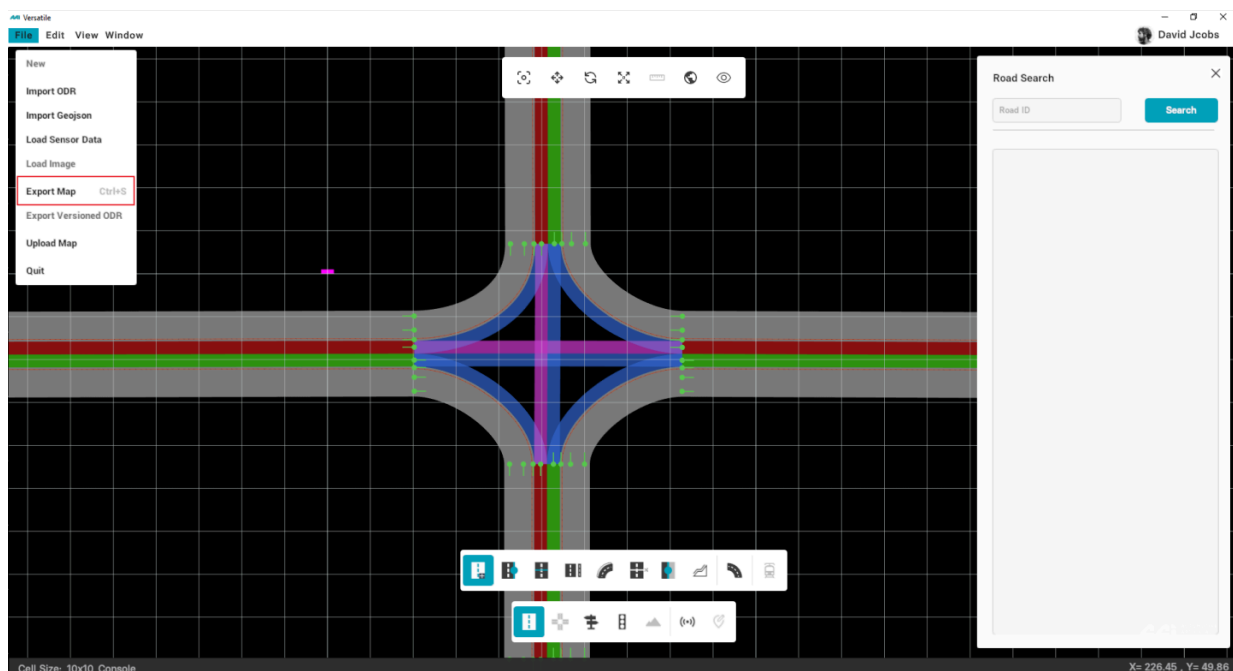 Versatile
File Edit View Window
David Jcobs
New
Import ODR
Import Geojson
Load Sensor Data
Load Image
Export Map Ctrl+S
Export Versioned ODR
Upload Map
Quit
Road Search
Road ID
Search
Cell Size: 10x10 Console
X= 226.45 , Y= 49.86